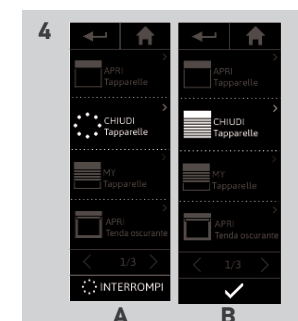 4
APRI
Tapparelle
CHIUDI
Tapparelle
MY
Tapparelle
APRI
Tenda oscurante
1/3
INTERROMPI
A
APRI
Tapparelle
CHIUDI
Tapparelle
MY
Tapparelle
APRI
Tenda oscurante
1/3
B